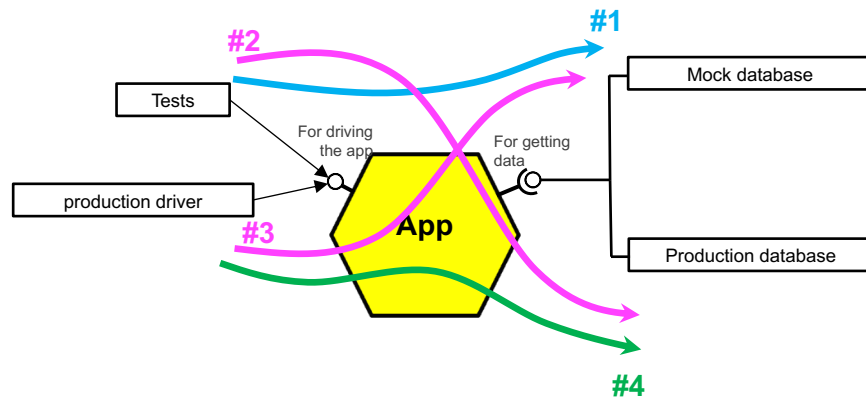 #1
#2
Mock database
Tests
For driving
the app
For getting
data
production driver
#3
App
Production database
#4